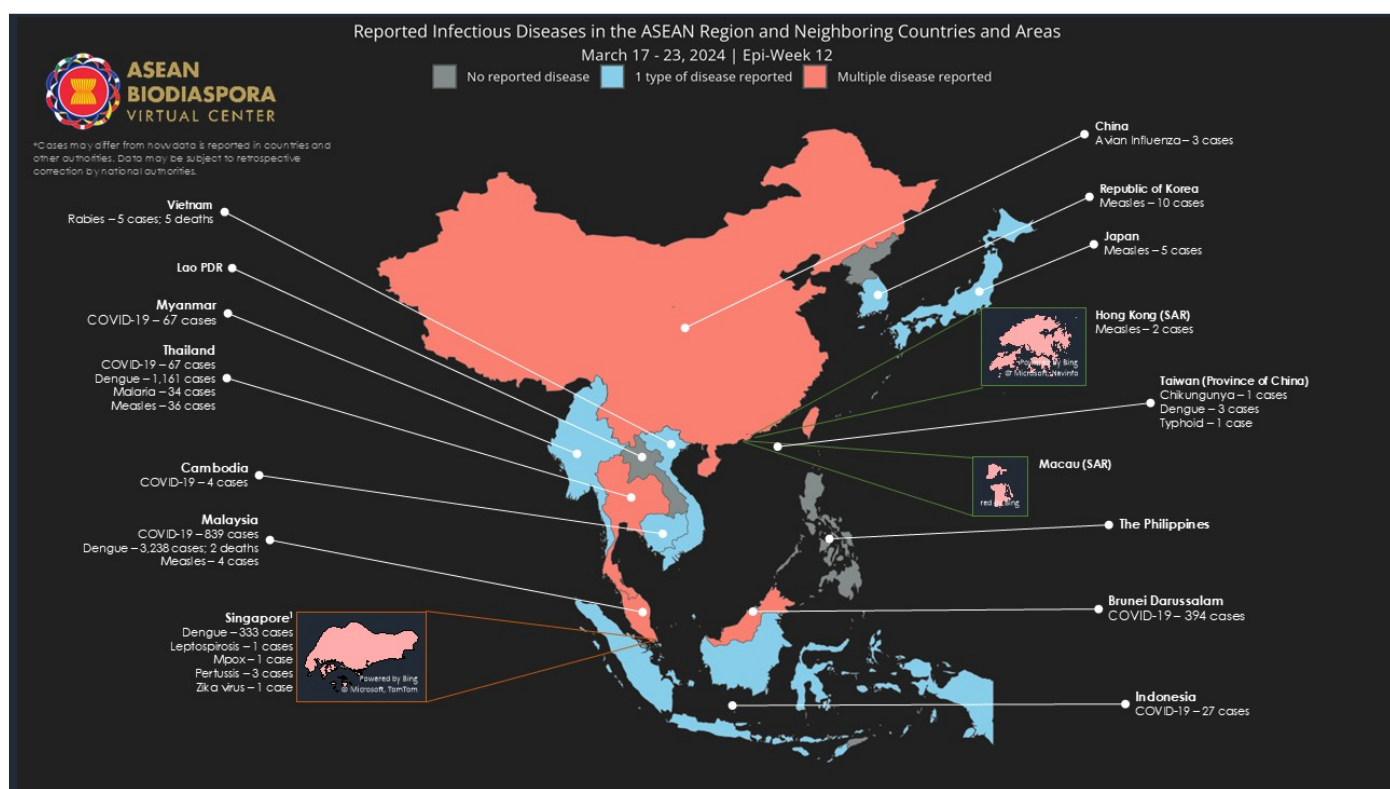 Reported Infectious Diseases in the ASEAN Region and Neighboring Countries and Areas
March 17 - 23, 2024 | Epi-Week 12
No reported disease
1 type of disease reported
Multiple disease reported
ASEAN
BIODIASPORA
VIRTUAL CENTER
*Cases may differ from how data is reported in countries and
other authorities. Data may be subject to retrospective
correction by national authorities.
Vietnam
Rabies – 5 cases; 5 deaths
Lao PDR
Myanmar
COVID-19 – 67 cases
Thailand
COVID-19 – 67 cases
Dengue – 1,161 cases
Malaria – 34 cases
Measles – 36 cases
Cambodia
COVID-19 – 4 cases
Malaysia
COVID-19 – 839 cases
Dengue – 3,238 cases; 2 deaths
Measles – 4 cases
Singapore¹
Dengue – 333 cases
Leptospirosis – 1 cases
Mpox – 1 case
Pertussis – 3 cases
Zika virus – 1 case
Powered by Bing
© Microsoft, TomTom
China
Avian Influenza – 3 cases
Republic of Korea
Measles – 10 cases
Japan
Measles – 5 cases
Hong Kong (SAR)
Measles – 2 cases
Powered by Bing
© Microsoft, Navinfo
Taiwan (Province of China)
Chikungunya – 1 cases
Dengue – 3 cases
Typhoid – 1 case
Macau (SAR)
red by Bing
The Philippines
Brunei Darussalam
COVID-19 – 394 cases
Indonesia
COVID-19 – 27 cases